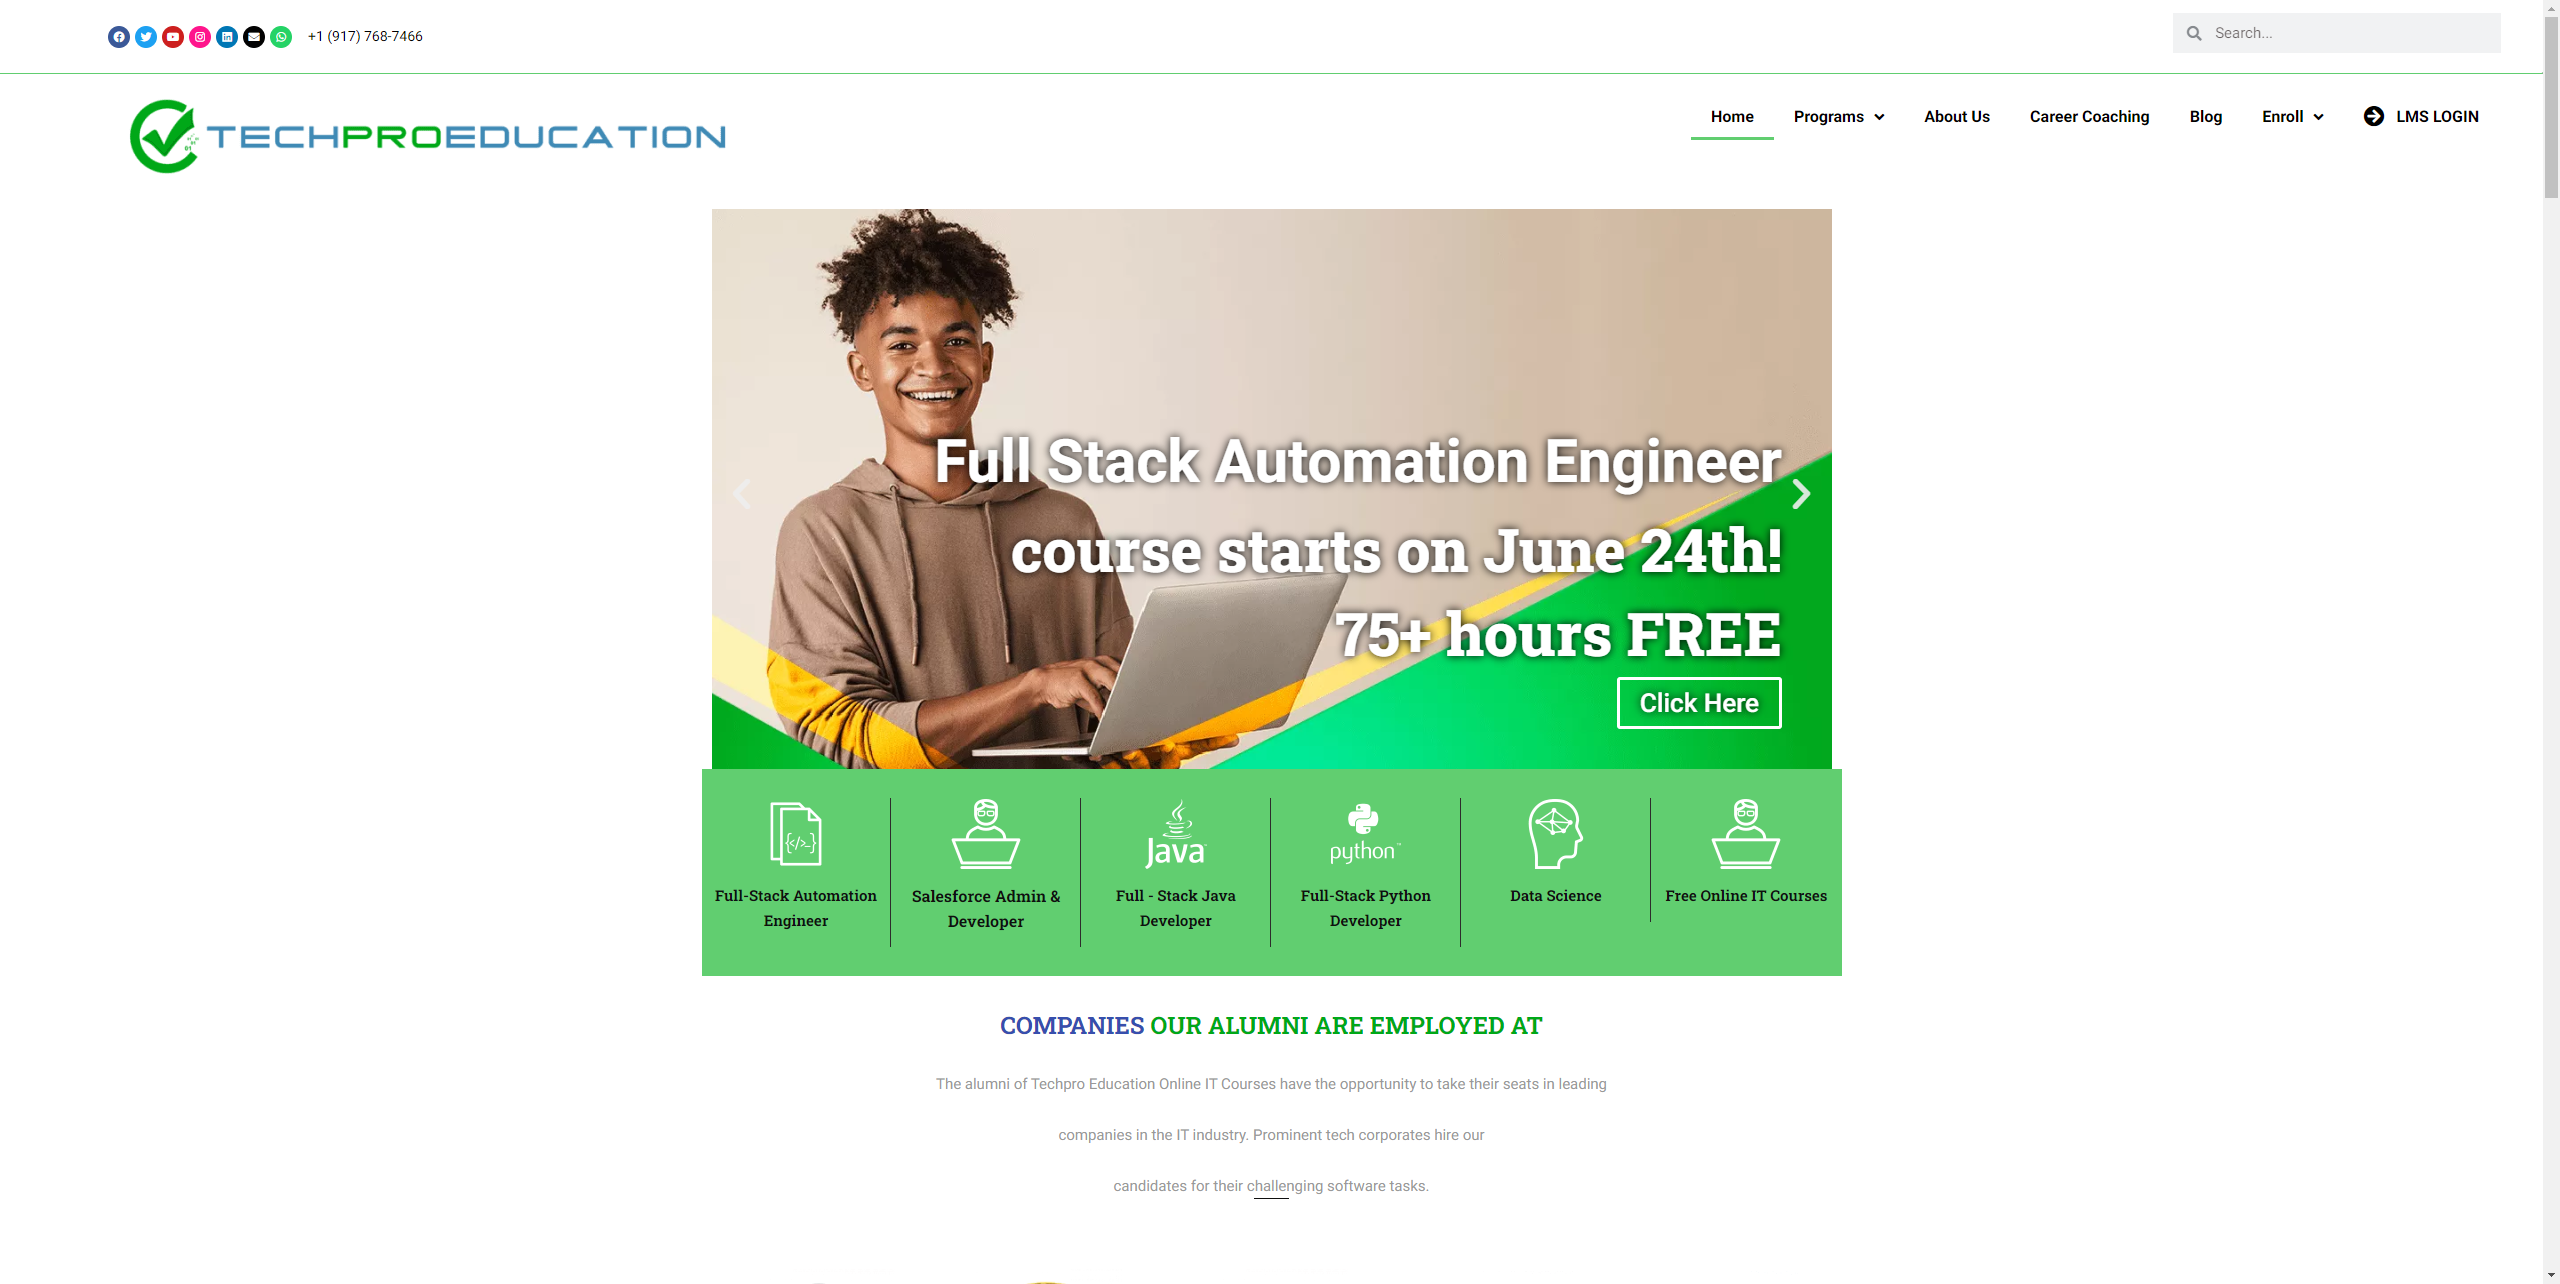 +1 (917) 768-7466
Search...
TECHPROEDUCATION
Home
Programs
About Us
Career Coaching
Blog
Enroll
LMS LOGIN
Full Stack Automation Engineer
course starts on June 24th!
75+ hours FREE
Click Here
Java
python
Full-Stack Automation
Engineer
Salesforce Admin &
Developer
Full - Stack Java
Developer
Full-Stack Python
Developer
Data Science
Free Online IT Courses
COMPANIES OUR ALUMNI ARE EMPLOYED AT
The alumni of Techpro Education Online IT Courses have the opportunity to take their seats in leading
companies in the IT industry. Prominent tech corporates hire our
candidates for their challenging software tasks.